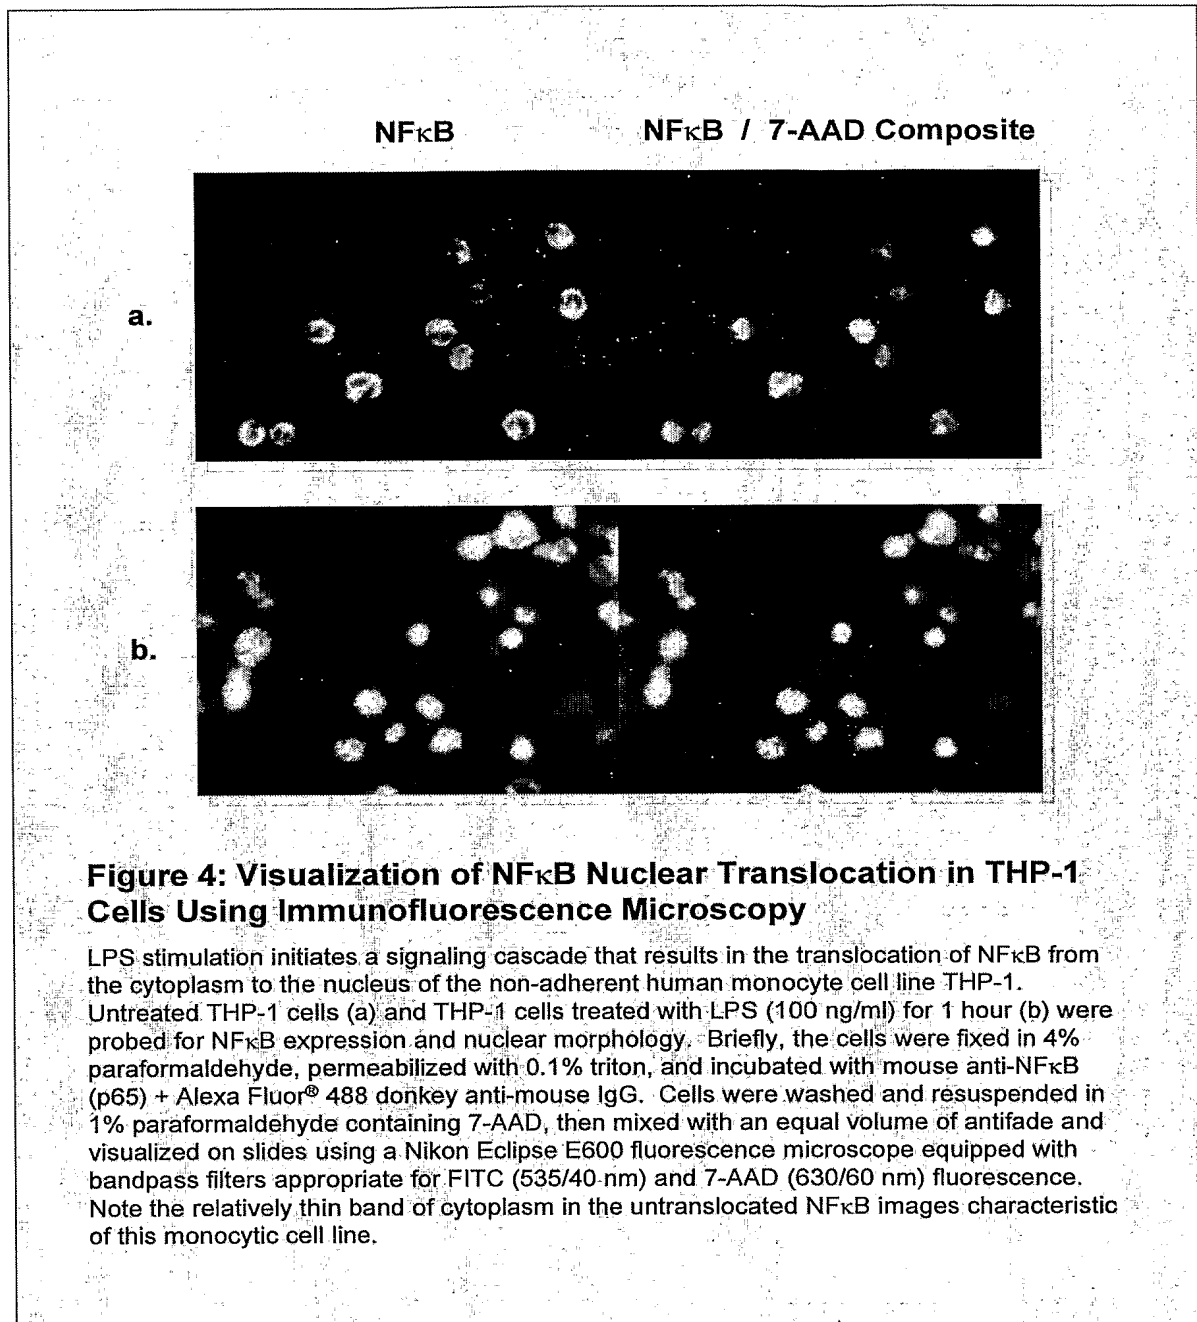 NFκB NFκB / 7-AAD Composite
a.
b.
Figure 4: Visualization of NFκB Nuclear Translocation in THP-1
Cells Using Immunofluorescence Microscopy
LPS stimulation initiates a signaling cascade that results in the translocation of NFκB from
the cytoplasm to the nucleus of the non-adherent human monocyte cell line THP-1.
Untreated THP-1 cells (a) and THP-1 cells treated with LPS (100 ng/ml) for 1 hour (b) were
probed for NFκB expression and nuclear morphology. Briefly, the cells were fixed in 4%
paraformaldehyde, permeabilized with 0.1% triton, and incubated with mouse anti-NFκB
(p65) + Alexa Fluor® 488 donkey anti-mouse IgG. Cells were washed and resuspended in
1% paraformaldehyde containing 7-AAD, then mixed with an equal volume of antifade and
visualized on slides using a Nikon Eclipse E600 fluorescence microscope equipped with
bandpass filters appropriate for FITC (535/40 nm) and 7-AAD (630/60 nm) fluorescence.
Note the relatively thin band of cytoplasm in the untranslocated NFκB images characteristic
of this monocytic cell line.